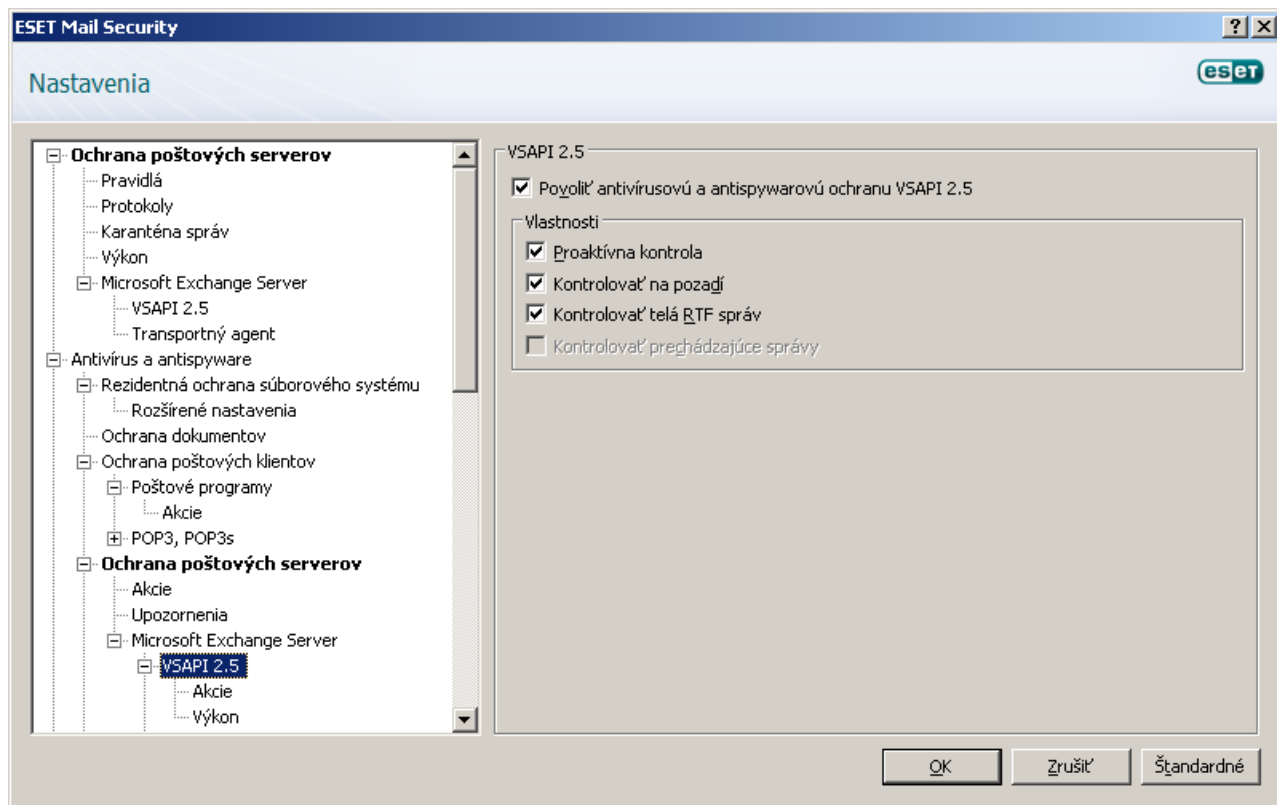 ESET Mail Security
Nastavenia
eset
Ochrana poštových serverov
Pravidlá
Protokoly
Karanténa správ
Výkon
Microsoft Exchange Server
VSAPI 2.5
Transportný agent
Antivírus a antispyware
Rezidentná ochrana súborového systému
Rozšírené nastavenia
Ochrana dokumentov
Ochrana poštových klientov
Poštové programy
Akcie
POP3, POP3s
Ochrana poštových serverov
Akcie
Upozornenia
Microsoft Exchange Server
VSAPI 2.5
Akcie
Výkon
VSAPI 2.5
Povoliť antivírusovú a antispywarovú ochranu VSAPI 2.5
Vlastnosti
Proaktívna kontrola
Kontrolovať na pozadí
Kontrolovať telá RTF správ
Kontrolovať prechádzajúce správy
OK
Zrušiť
Štandardné